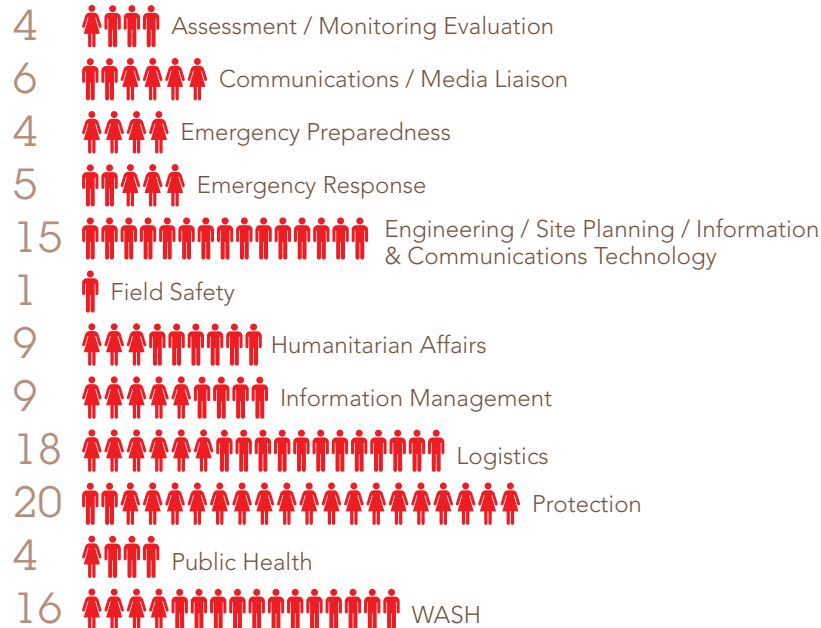 4 Assessment / Monitoring Evaluation
6 Communications / Media Liaison
4 Emergency Preparedness
5 Emergency Response
15 Engineering / Site Planning / Information
& Communications Technology
1 Field Safety
9 Humanitarian Affairs
9 Information Management
18 Logistics
20 Protection
4 Public Health
16 WASH